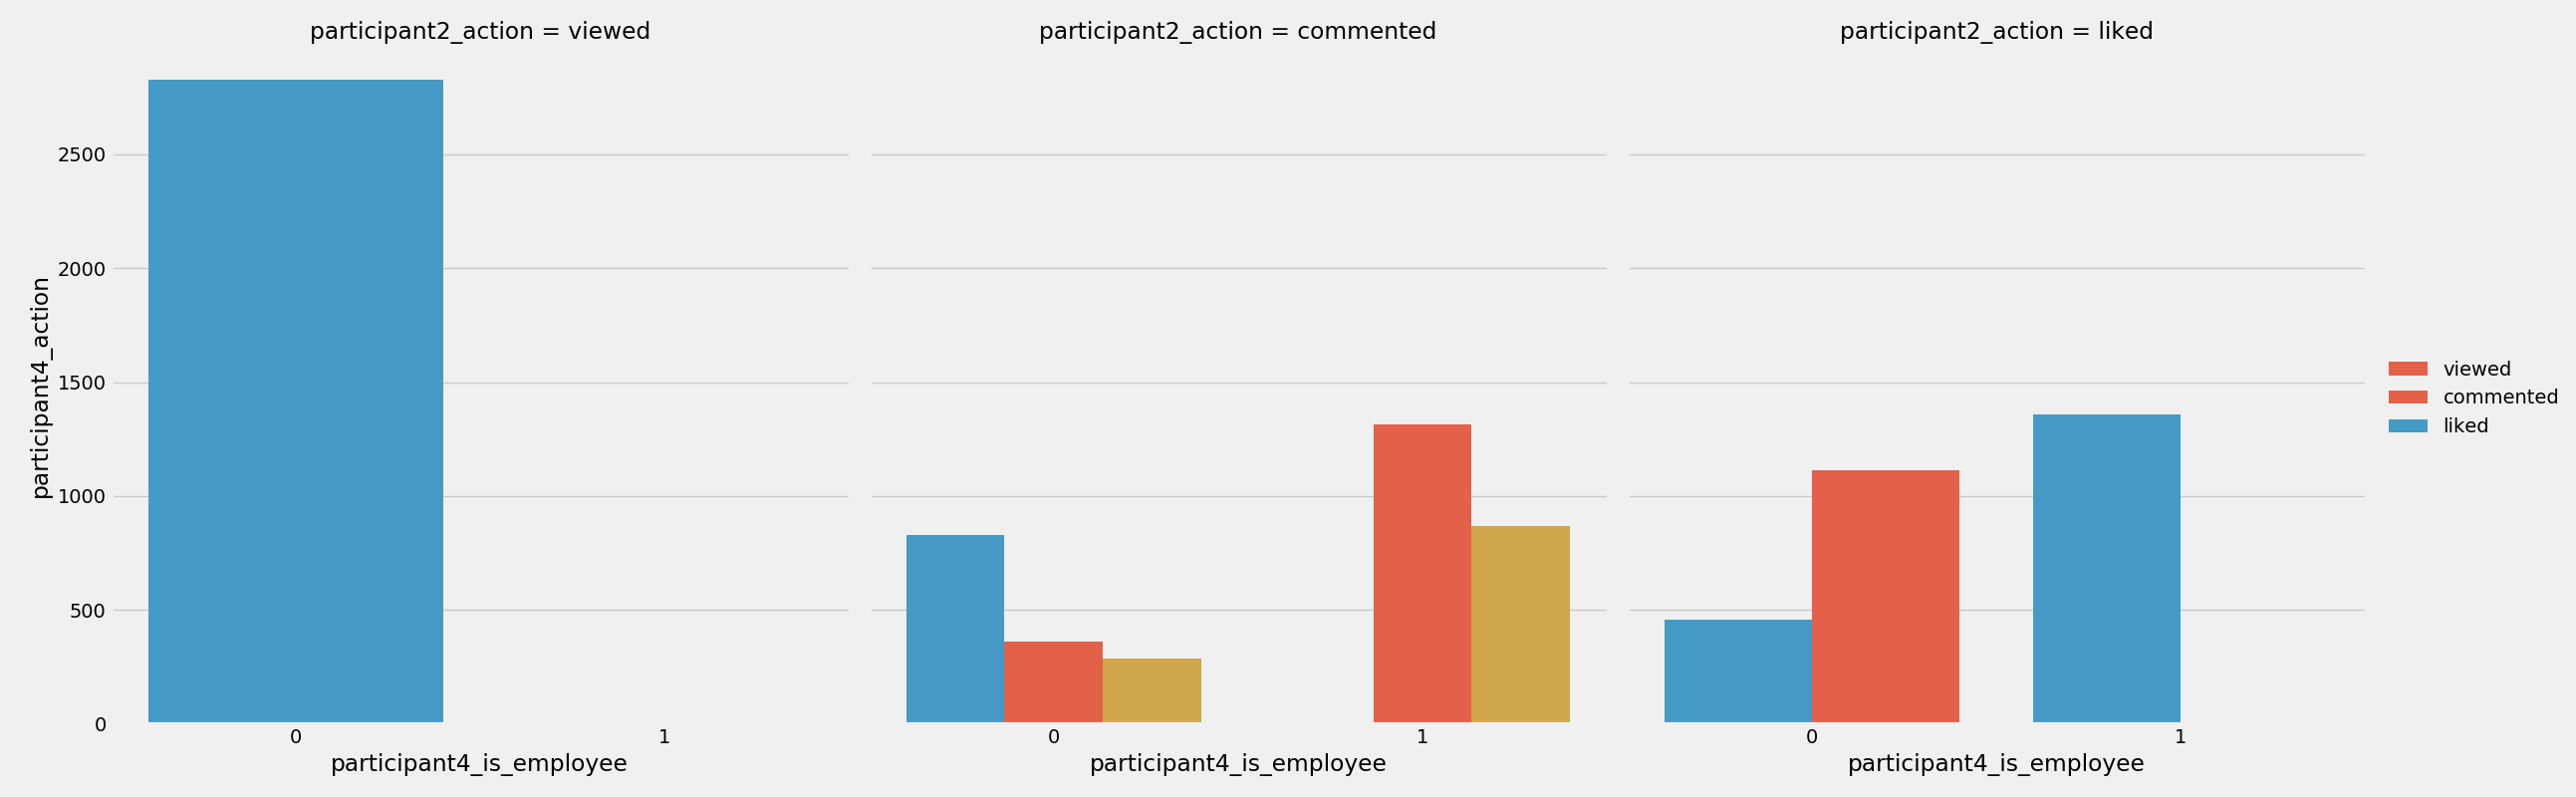 participant2_action = viewed
participant2_action = commented
participant2_action = liked
participant4_action
2500
2000
1500
1000
500
0
0
1
participant4_is_employee
0
1
participant4_is_employee
0
1
participant4_is_employee
viewed
commented
liked